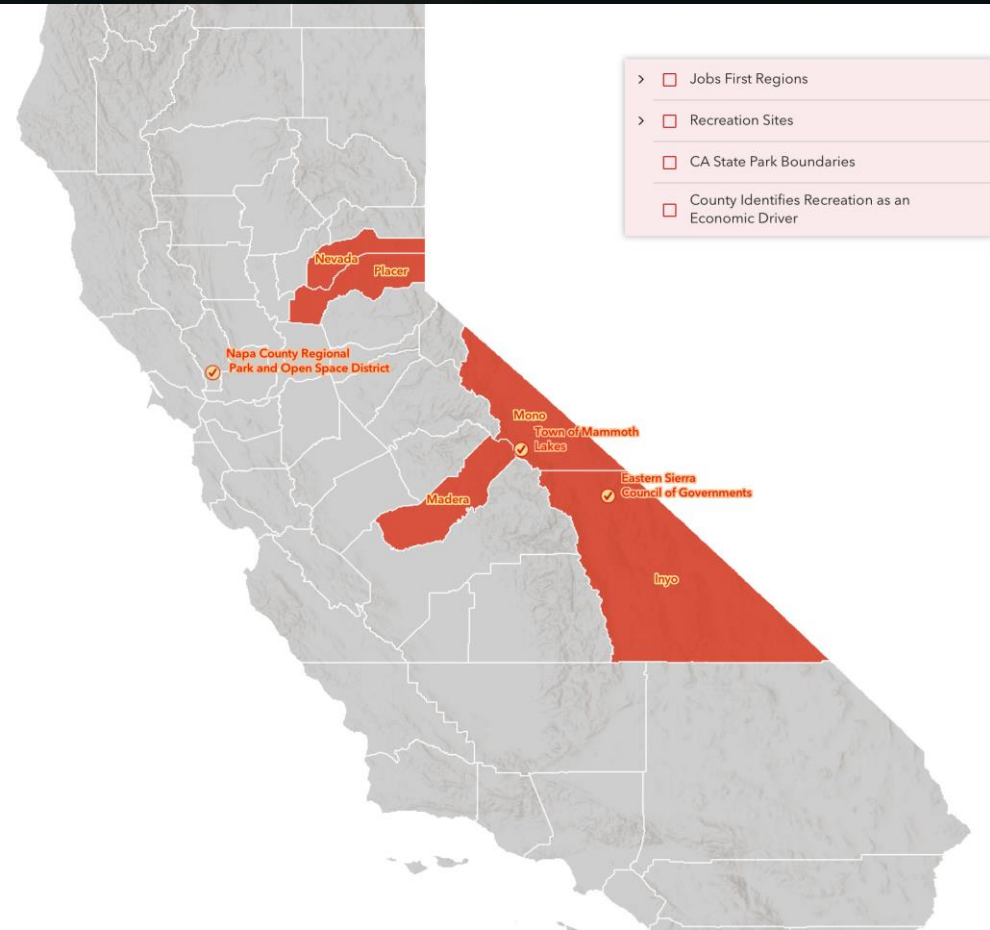 Jobs First Regions
Recreation Sites
CA State Park Boundaries
County Identifies Recreation as an
Economic Driver
Nevada
Placer
Napa County Regional
Park and Open Space District
Mono
Town of Mammoth
Lakes
Eastern Sierra
Council of Governments
Madera
Inyo